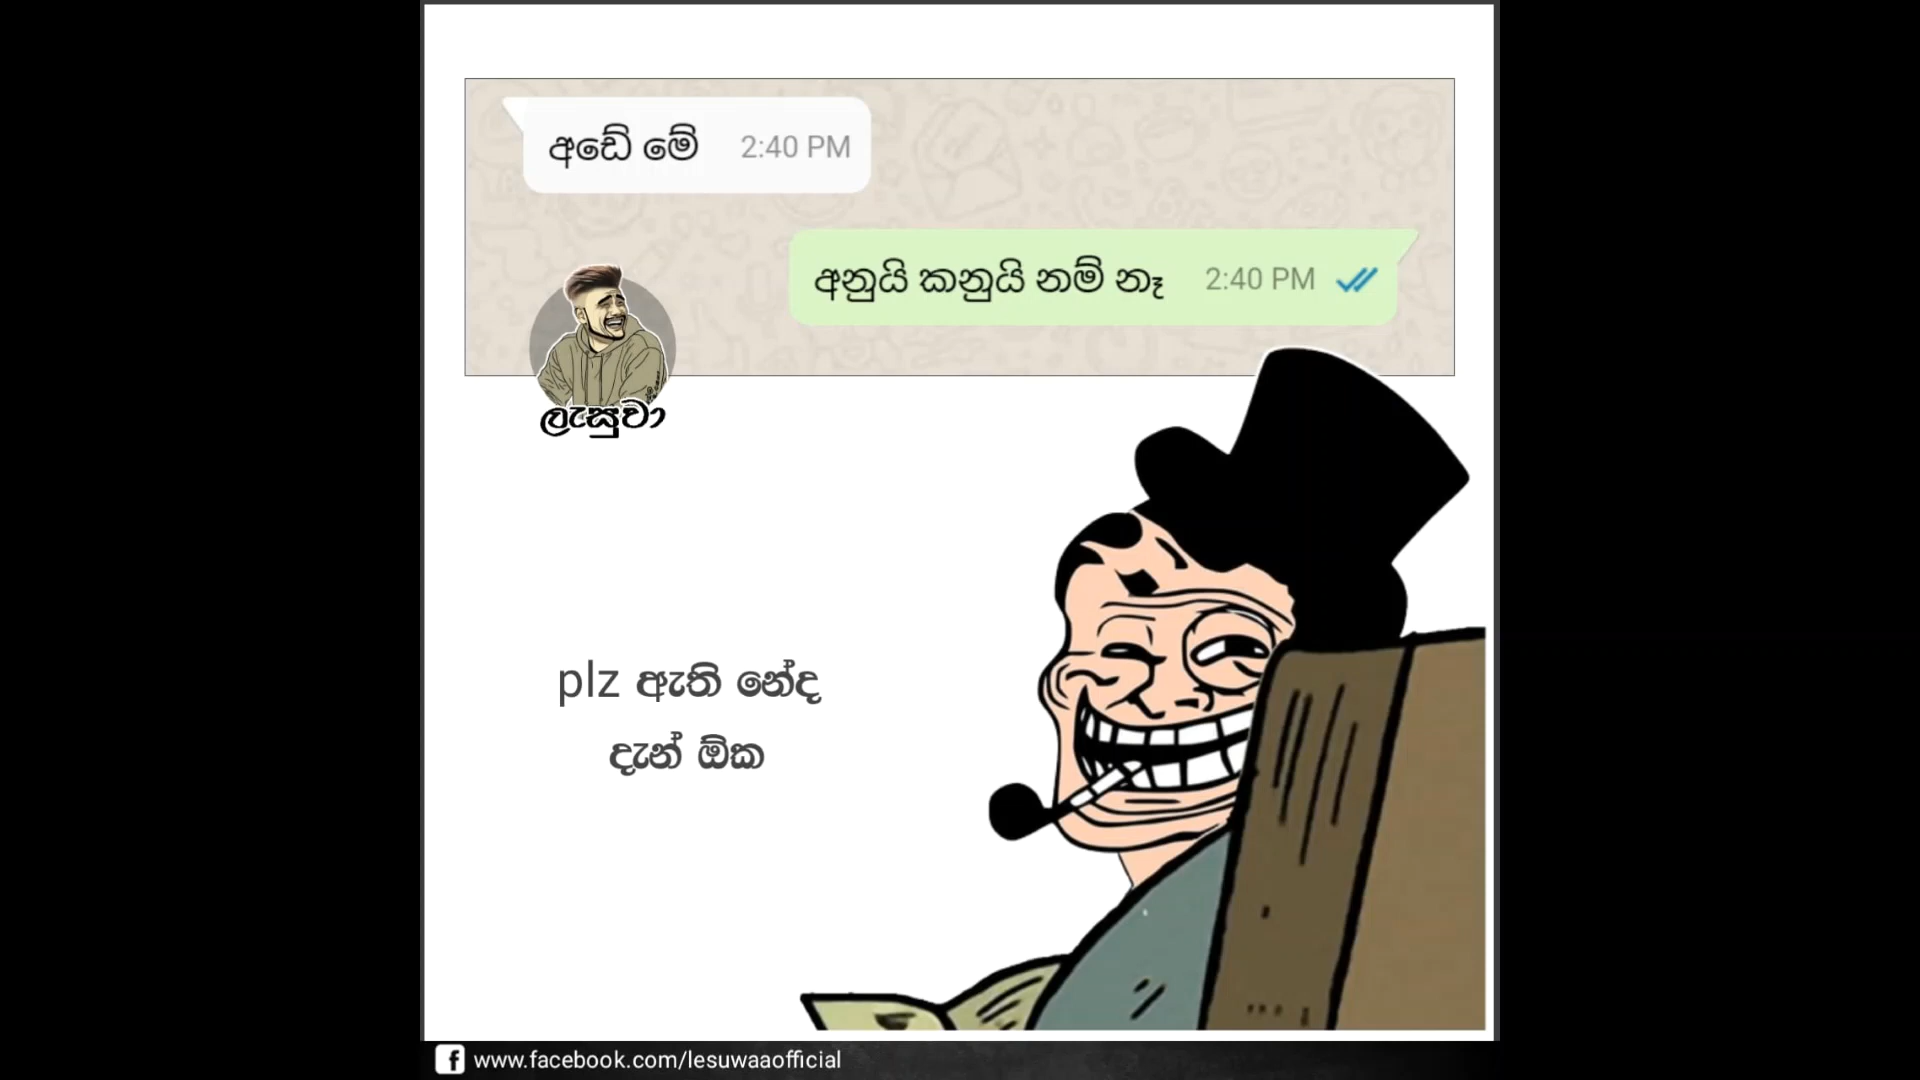 අඩේ මේ 2:40 PM
අනුයි කනුයි නම් නෑ 2:40 PM
ලැසුවා
plz ඇති නේද
දැන් ඕක
www.facebook.com/lesuwaaofficial